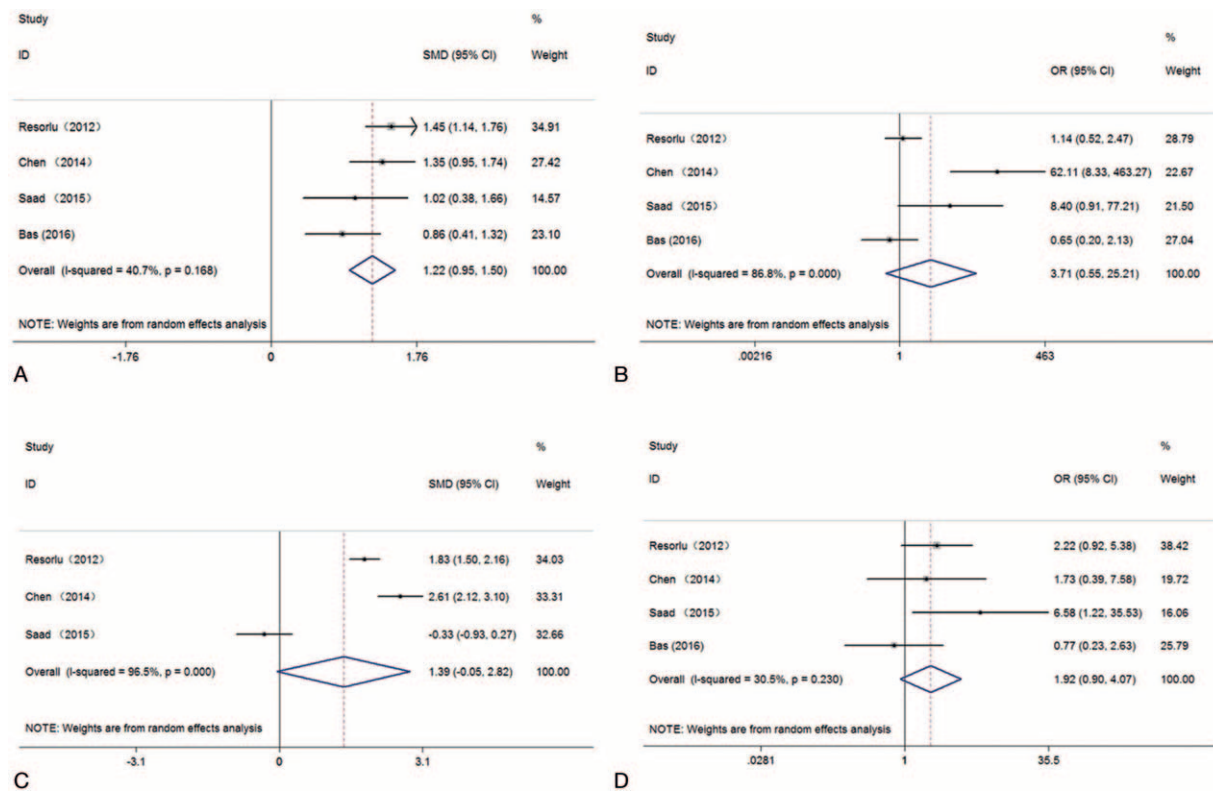 Study %
ID SMD (95% CI) Weight
Resorlu（2012） 1.45 (1.14, 1.76) 34.91
Chen （2014） 1.35 (0.95, 1.74) 27.42
Saad （2015） 1.02 (0.38, 1.66) 14.57
Bas (2016) 0.86 (0.41, 1.32) 23.10
Overall (I-squared = 40.7%, p = 0.168) 1.22 (0.95, 1.50) 100.00
NOTE: Weights are from random effects analysis
-1.76 0 1.76
A
Study %
ID OR (95% CI) Weight
Resorlu（2012） 1.14 (0.52, 2.47) 28.79
Chen （2014） 62.11 (8.33, 463.27) 22.67
Saad （2015） 8.40 (0.91, 77.21) 21.50
Bas (2016) 0.65 (0.20, 2.13) 27.04
Overall (I-squared = 86.8%, p = 0.000) 3.71 (0.55, 25.21) 100.00
NOTE: Weights are from random effects analysis
.00216 1 463
B
Study %
ID SMD (95% CI) Weight
Resorlu（2012） 1.83 (1.50, 2.16) 34.03
Chen （2014） 2.61 (2.12, 3.10) 33.31
Saad （2015） -0.33 (-0.93, 0.27) 32.66
Overall (I-squared = 96.5%, p = 0.000) 1.39 (-0.05, 2.82) 100.00
NOTE: Weights are from random effects analysis
-3.1 0 3.1
C
Study %
ID OR (95% CI) Weight
Resorlu（2012） 2.22 (0.92, 5.38) 38.42
Chen （2014） 1.73 (0.39, 7.58) 19.72
Saad （2015） 6.58 (1.22, 35.53) 16.06
Bas (2016) 0.77 (0.23, 2.63) 25.79
Overall (I-squared = 30.5%, p = 0.230) 1.92 (0.90, 4.07) 100.00
NOTE: Weights are from random effects analysis
.0281 1 35.5
D